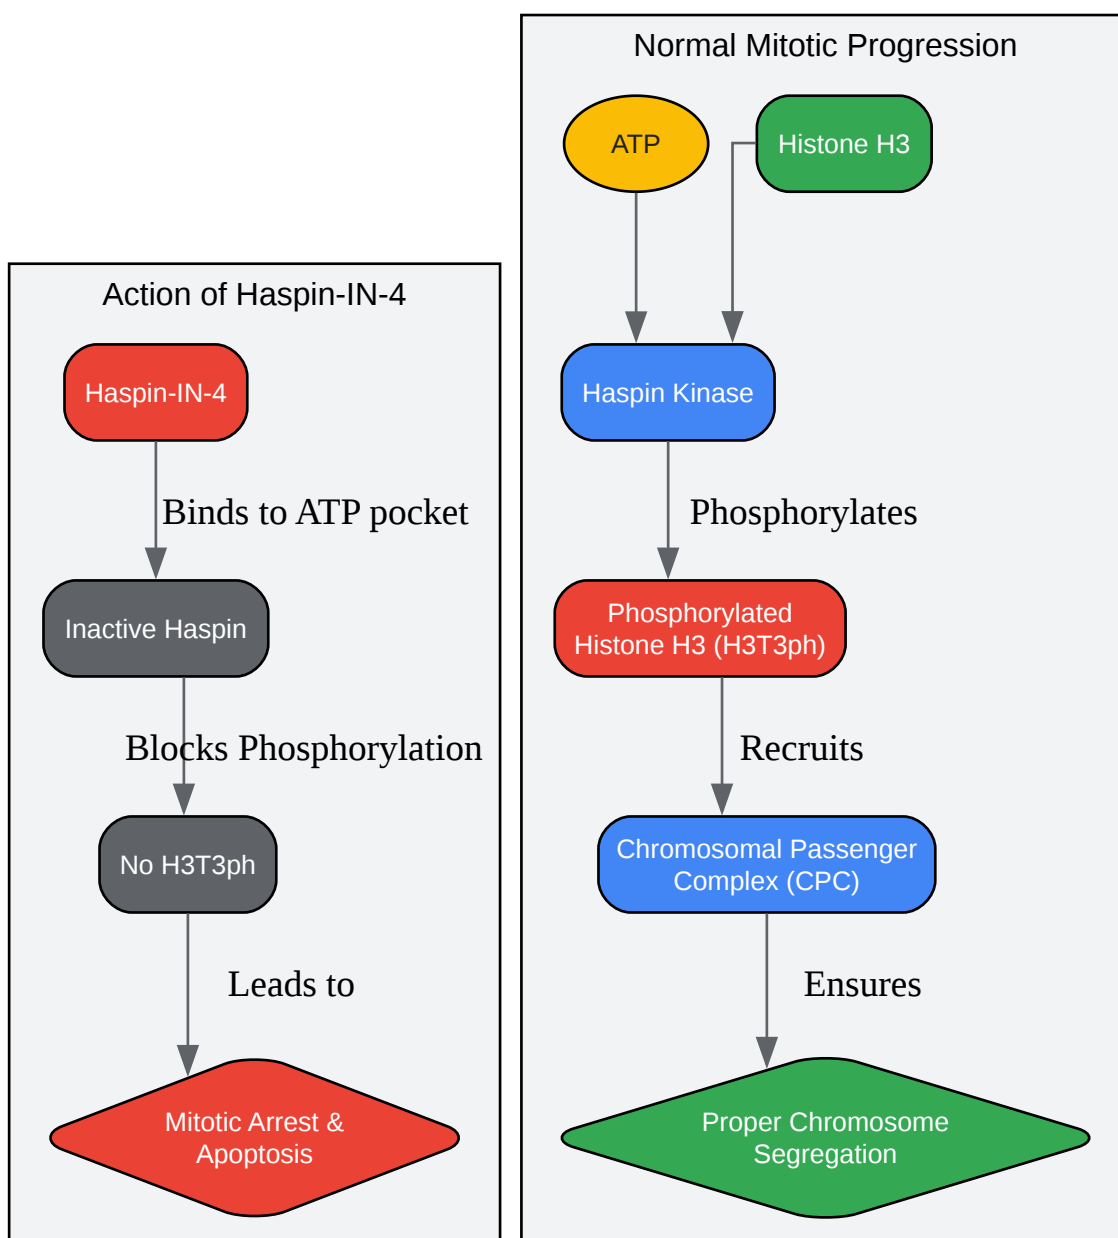 Action of Haspin-IN-4
Haspin-IN-4
Binds to ATP pocket
Inactive Haspin
Blocks Phosphorylation
No H3T3ph
Leads to
Mitotic Arrest &
Apoptosis
Normal Mitotic Progression
ATP
Histone H3
Haspin Kinase
Phosphorylates
Phosphorylated
Histone H3 (H3T3ph)
Recruits
Chromosomal Passenger
Complex (CPC)
Ensures
Proper Chromosome
Segregation